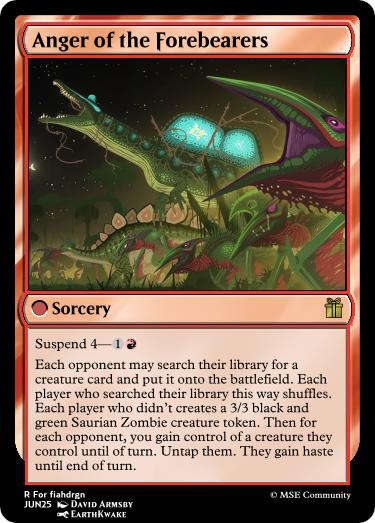 Anger of the Forebearers
Sorcery
Suspend 4—1
Each opponent may search their library for a
creature card and put it onto the battlefield. Each
player who searched their library this way shuffles.
Each player who didn't creates a 3/3 black and
green Saurian Zombie creature token. Then for
each opponent, you gain control of a creature they
control until of turn. Untap them. They gain haste
until end of turn.
R For fiahdrgn
JUN25 David Armsby
EarthKwake
© MSE Community